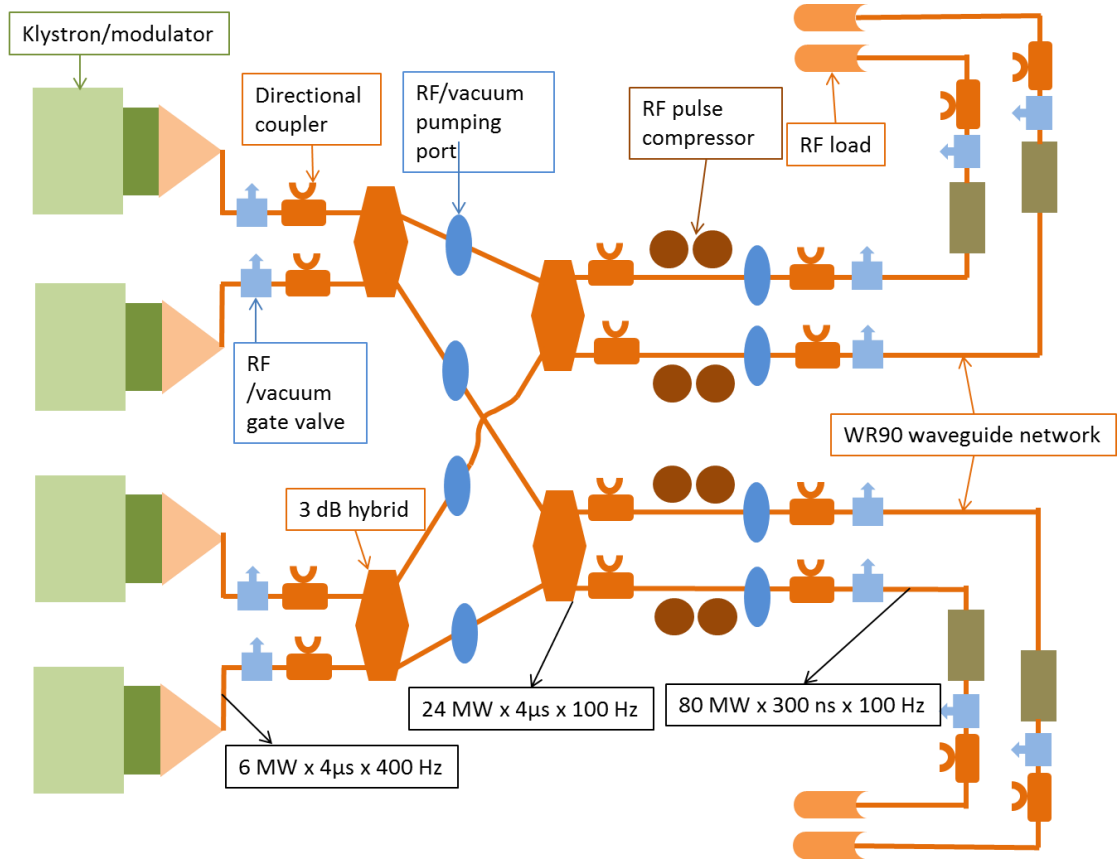 Klystron/modulator
Directional
coupler
RF/vacuum
pumping
port
RF pulse
compressor
RF load
RF
/vacuum
gate valve
WR90 waveguide network
3 dB hybrid
24 MW x 4µs x 100 Hz
80 MW x 300 ns x 100 Hz
6 MW x 4µs x 400 Hz